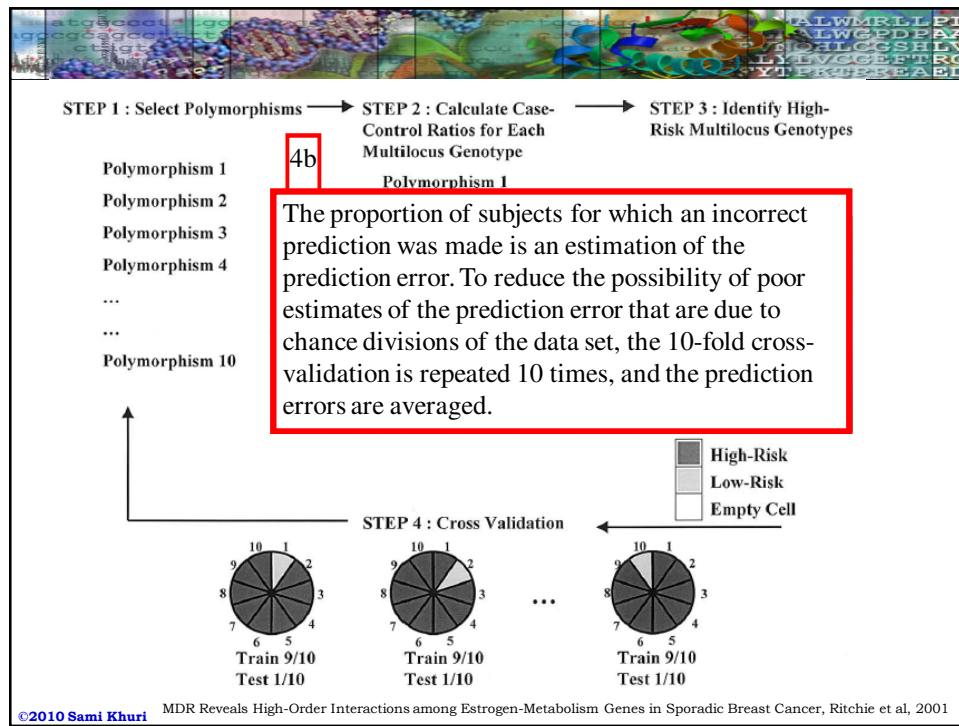 ALWMRLLPI
ALWGPDPAA
LYLVCGERFTRG
STEP 1 : Select Polymorphisms
STEP 2 : Calculate Case-
Control Ratios for Each
Multilocus Genotype
STEP 3 : Identify High-
Risk Multilocus Genotypes
Polymorphism 1
Polymorphism 2
Polymorphism 3
Polymorphism 4
...
...
Polymorphism 10
4b
Polymorphism 1
The proportion of subjects for which an incorrect
prediction was made is an estimation of the
prediction error. To reduce the possibility of poor
estimates of the prediction error that are due to
chance divisions of the data set, the 10-fold cross-
validation is repeated 10 times, and the prediction
errors are averaged.
High-Risk
Low-Risk
Empty Cell
STEP 4 : Cross Validation
10 1
9 2
8 3
7 4
6 5
Train 9/10
Test 1/10
10 1
9 2
8 3
7 4
6 5
Train 9/10
Test 1/10
...
10 1
9 2
8 3
7 4
6 5
Train 9/10
Test 1/10
©2010 Sami Khuri
MDR Reveals High-Order Interactions among Estrogen-Metabolism Genes in Sporadic Breast Cancer, Ritchie et al, 2001